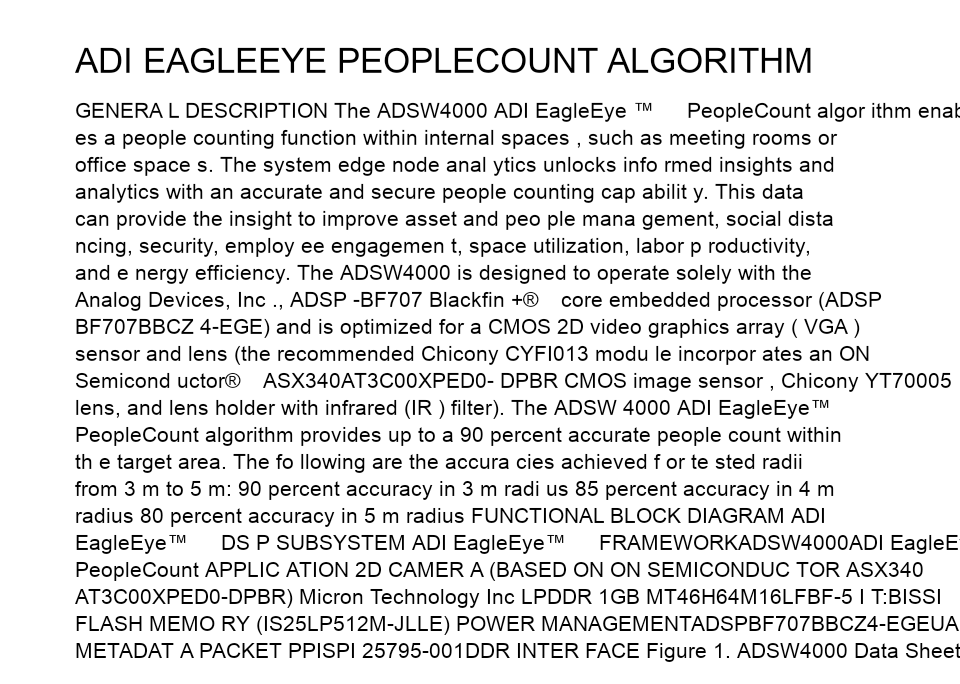 ADI EAGLEEYE PEOPLECOUNT ALGORITHM
GENERA L DESCRIPTION The ADSW4000 ADI EagleEye ™ PeopleCount algor ithm enab
es a people counting function within internal spaces , such as meeting rooms or
office space s. The system edge node anal ytics unlocks info rmed insights and
analytics with an accurate and secure people counting cap abilit y. This data
can provide the insight to improve asset and peo ple mana gement, social dista
ncing, security, employ ee engagemen t, space utilization, labor p roductivity,
and e nergy efficiency. The ADSW4000 is designed to operate solely with the
Analog Devices, Inc ., ADSP -BF707 Blackfin +® core embedded processor (ADSP
BF707BBCZ 4-EGE) and is optimized for a CMOS 2D video graphics array ( VGA )
sensor and lens (the recommended Chicony CYFI013 modu le incorpor ates an ON
Semicond uctor® ASX340AT3C00XPED0- DPBR CMOS image sensor , Chicony YT70005
lens, and lens holder with infrared (IR ) filter). The ADSW 4000 ADI EagleEye™
PeopleCount algorithm provides up to a 90 percent accurate people count within
th e target area. The fo llowing are the accura cies achieved f or te sted radii
from 3 m to 5 m: 90 percent accuracy in 3 m radi us 85 percent accuracy in 4 m
radius 80 percent accuracy in 5 m radius FUNCTIONAL BLOCK DIAGRAM ADI
EagleEye™ DS P SUBSYSTEM ADI EagleEye™ FRAMEWORKADSW4000ADI EagleE
PeopleCount APPLIC ATION 2D CAMER A (BASED ON ON SEMICONDUC TOR ASX340
AT3C00XPED0-DPBR) Micron Technology Inc LPDDR 1GB MT46H64M16LFBF-5 I T:BISSI
FLASH MEMO RY (IS25LP512M-JLLE) POWER MANAGEMENTADSPBF707BBCZ4-EGEUA
METADAT A PACKET PPISPI 25795-001DDR INTER FACE Figure 1. ADSW4000 Data Sheet